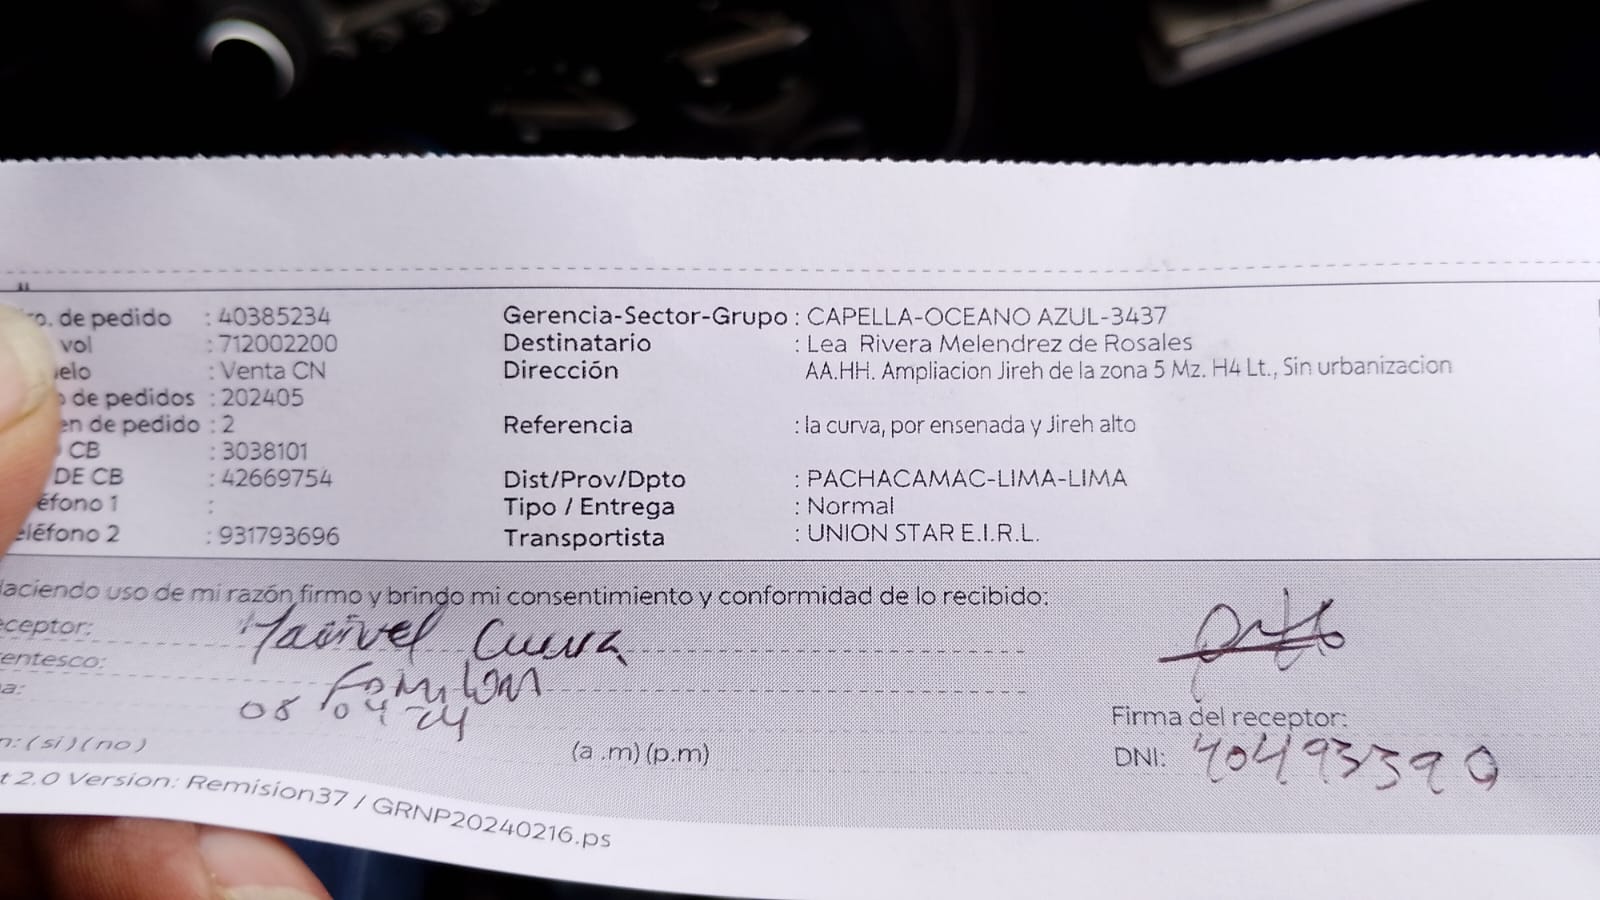 ro. de pedido : 40385234 Gerencia-Sector-Grupo : CAPELLA-OCEANO AZUL-3437
vol : 712002200 Destinatario : Lea Rivera Melendrez de Rosales
elo : Venta CN Dirección AA.HH. Ampliacion Jireh de la zona 5 Mz. H4 Lt., Sin urbanizacion
o de pedidos : 202405
en de pedido : 2 Referencia : la curva, por ensenada y Jireh alto
CB : 3038101
DE CB : 42669754 Dist/Prov/Dpto : PACHACAMAC-LIMA-LIMA
éfono 1 : Tipo / Entrega : Normal
eléfono 2 : 931793696 Transportista : UNION STAR E.I.R.L.
Haciendo uso de mi razón firmo y brindo mi consentimiento y conformidad de lo recibido:
eceptor:
entesco:
a: 08 04 24
Firma del receptor:
n: (si) (no) (a .m) (p.m) DNI: 40493390
t 2.0 Version: Remision37 / GRNP20240216.ps